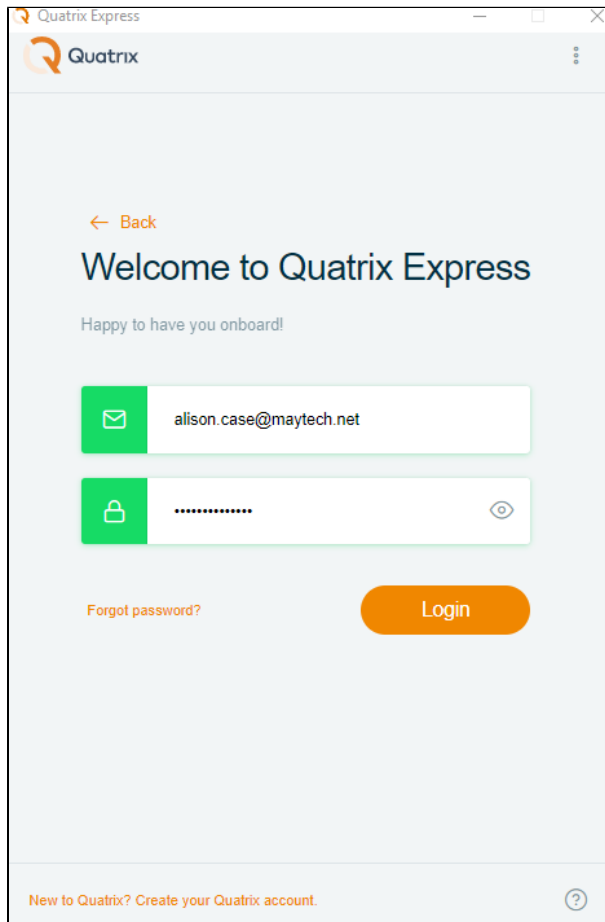 Quatrix Express
Quatrix
Back
Welcome to Quatrix Express
Happy to have you onboard!
alison.case@maytech.net
••••••••••••••
Forgot password?
Login
New to Quatrix? Create your Quatrix account.
?